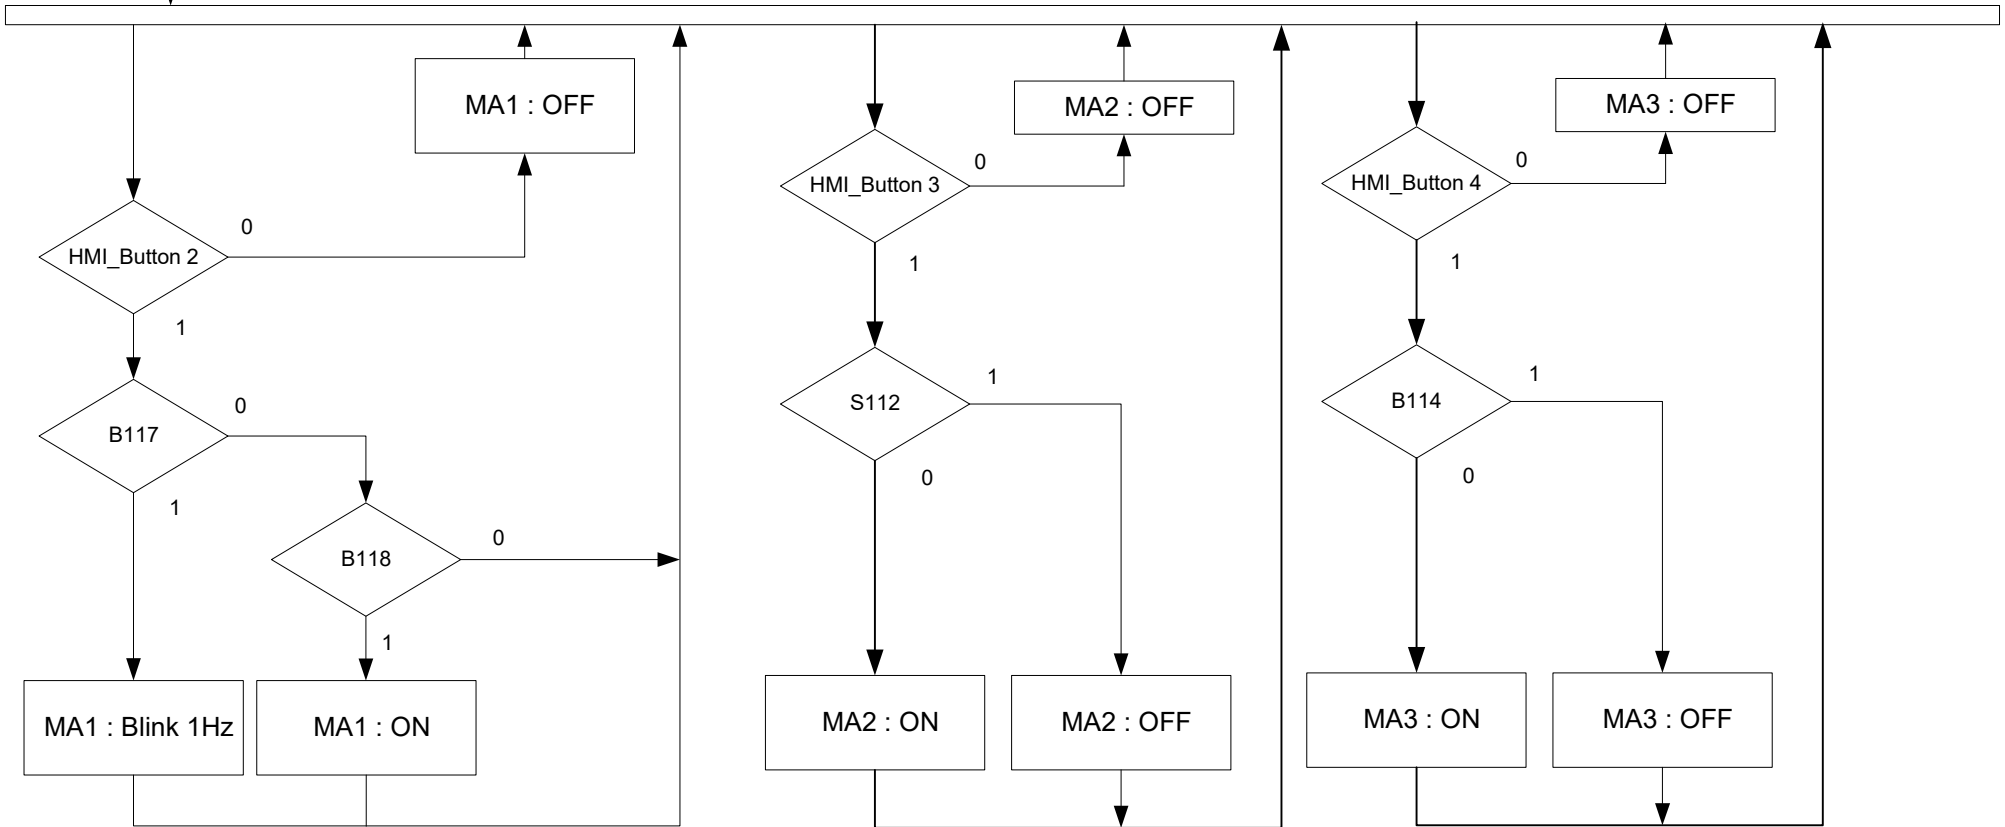 MA1 : OFF
HMI_Button 2
0
1
B117
0
1
B118
0
1
MA1 : Blink 1Hz
MA1 : ON
MA2 : OFF
HMI_Button 3
0
1
S112
1
0
MA2 : ON
MA2 : OFF
MA3 : OFF
HMI_Button 4
0
1
B114
1
0
MA3 : ON
MA3 : OFF